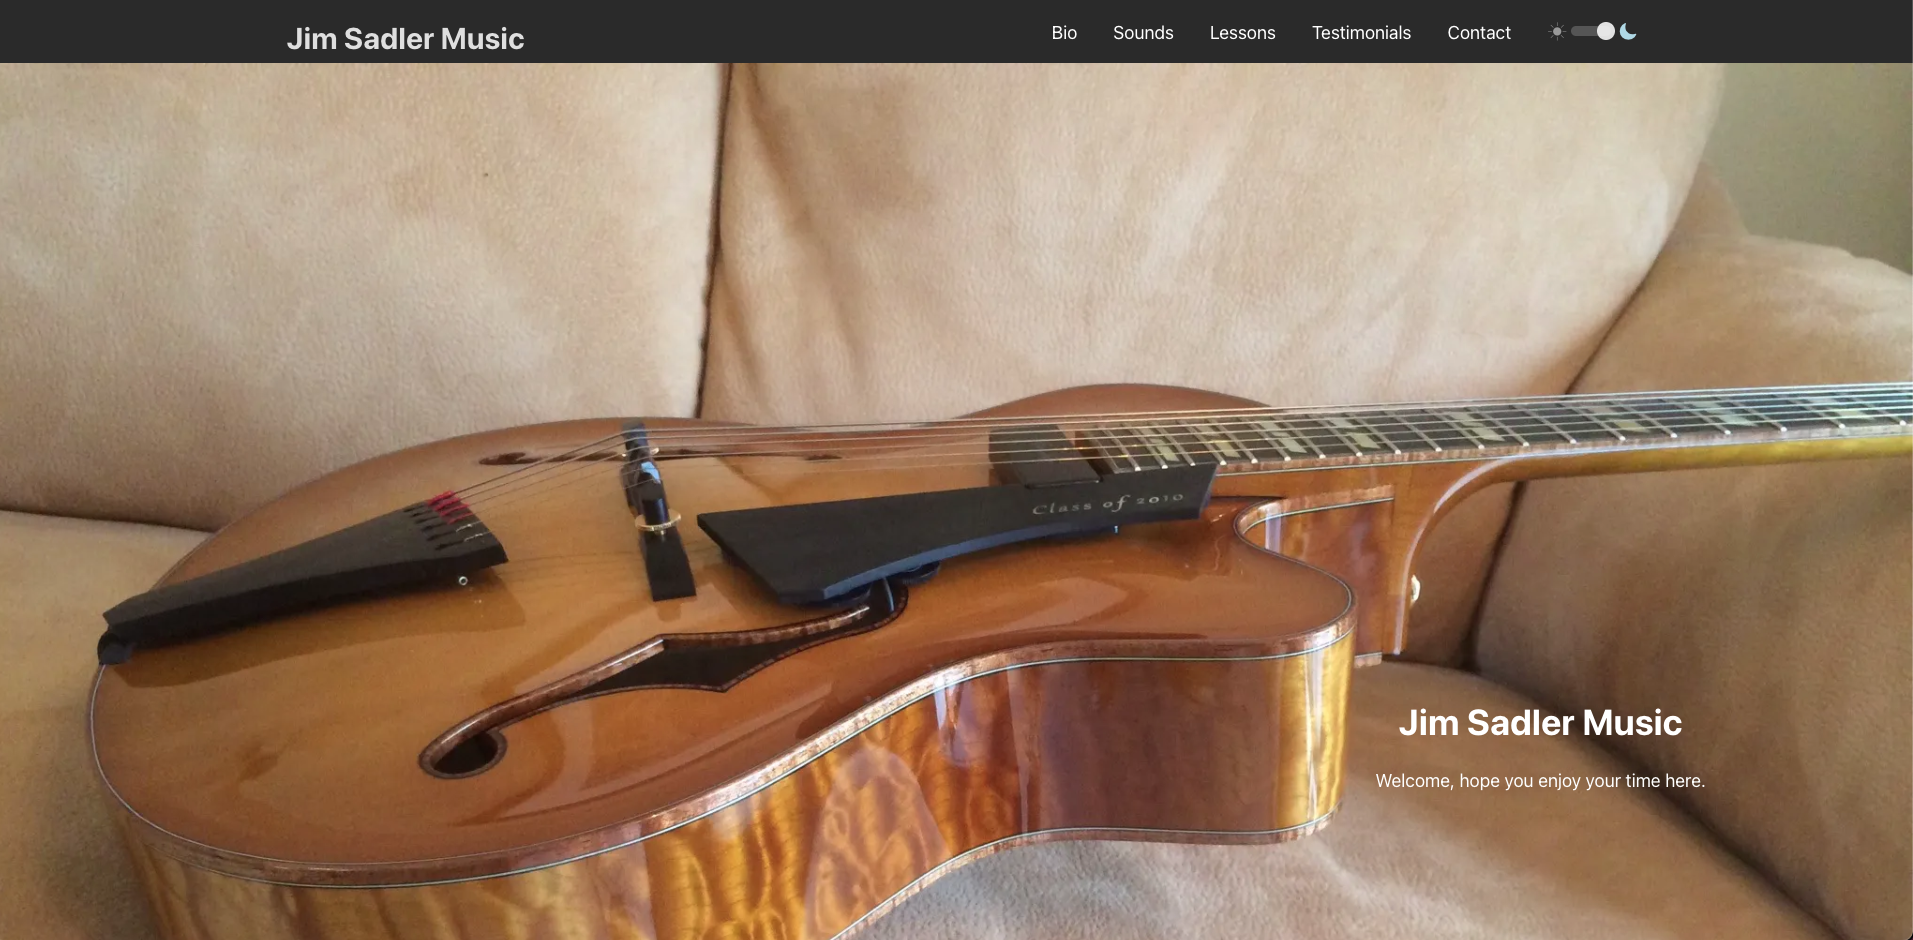 Jim Sadler Music
Bio
Sounds
Lessons
Testimonials
Contact
Class of 2010
Jim Sadler Music
Welcome, hope you enjoy your time here.